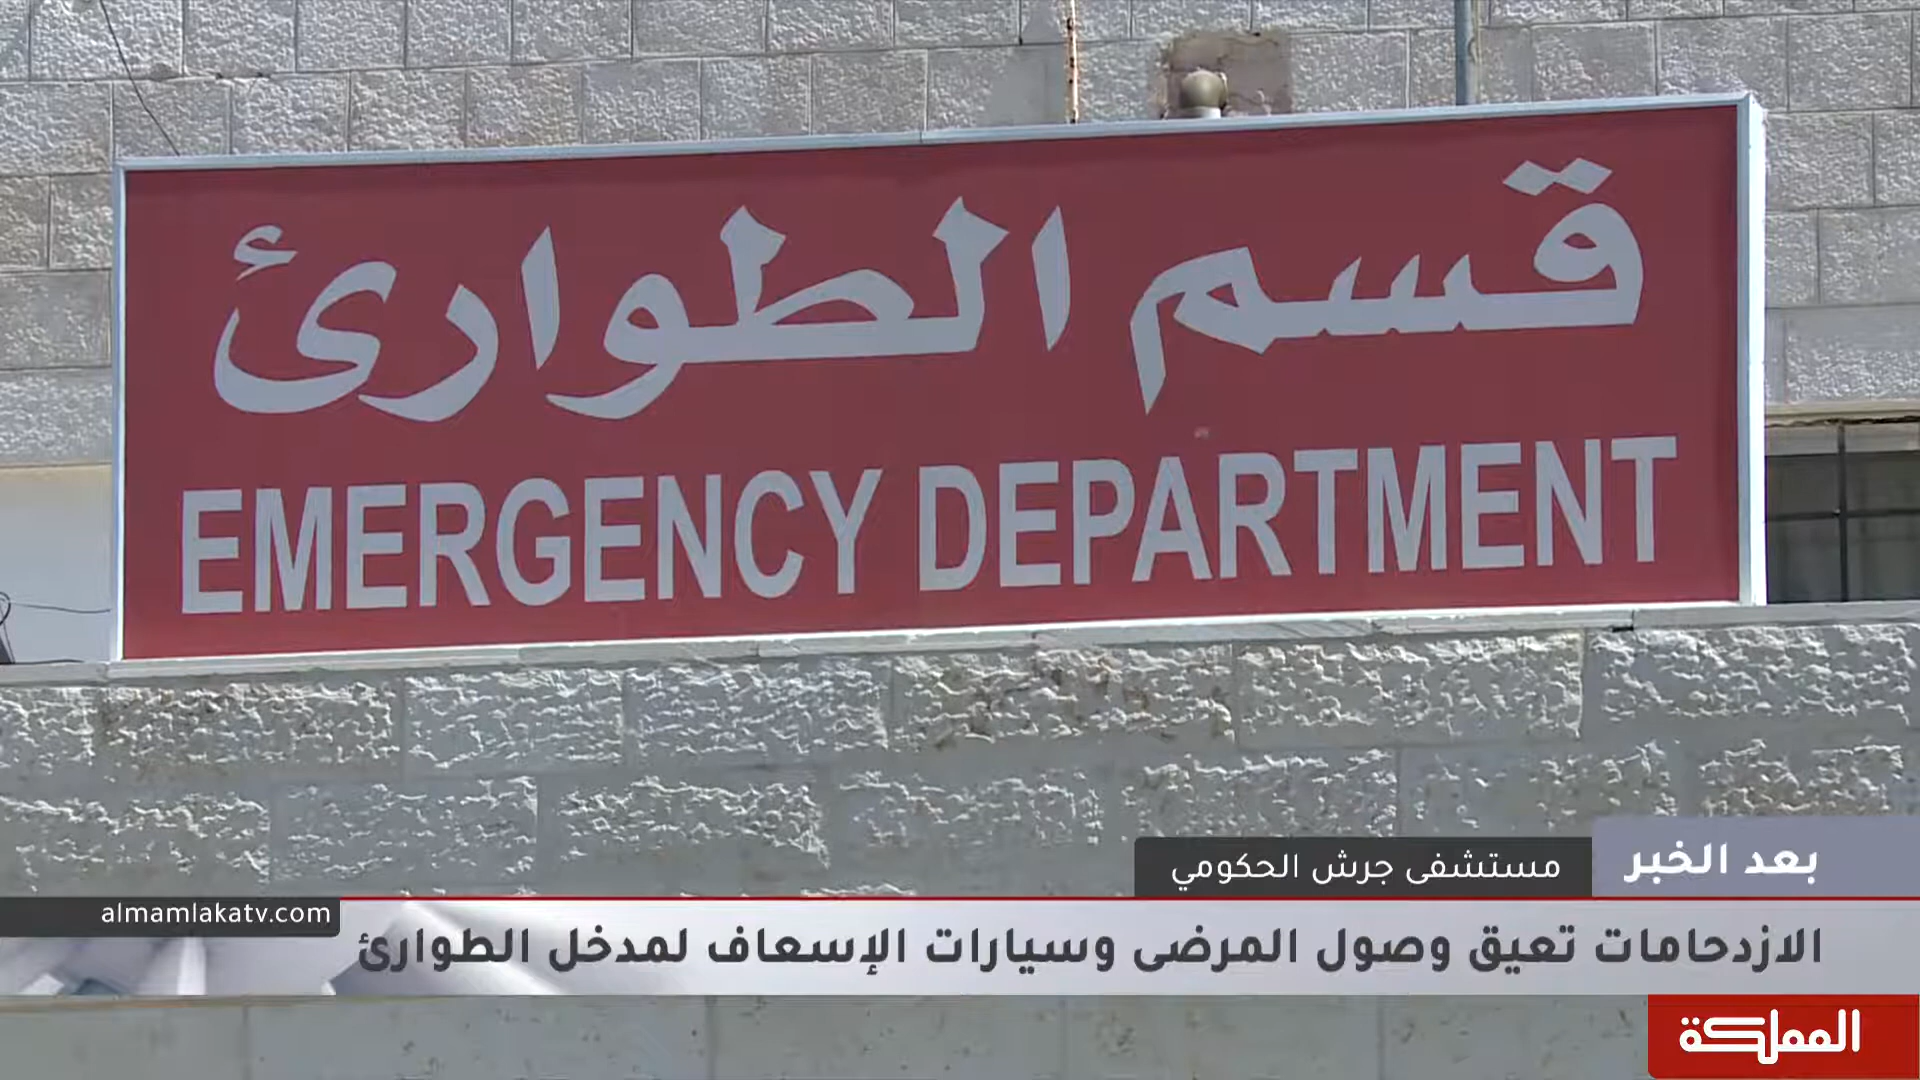 قسم الطوارئ
EMERGENCY DEPARTMENT
بعد الخبر
مستشفى جرش الحكومي
almamlakatv.com
الازدحامات تعيق وصول المرضى وسيارات الإسعاف لمدخل الطوارئ
المملكة